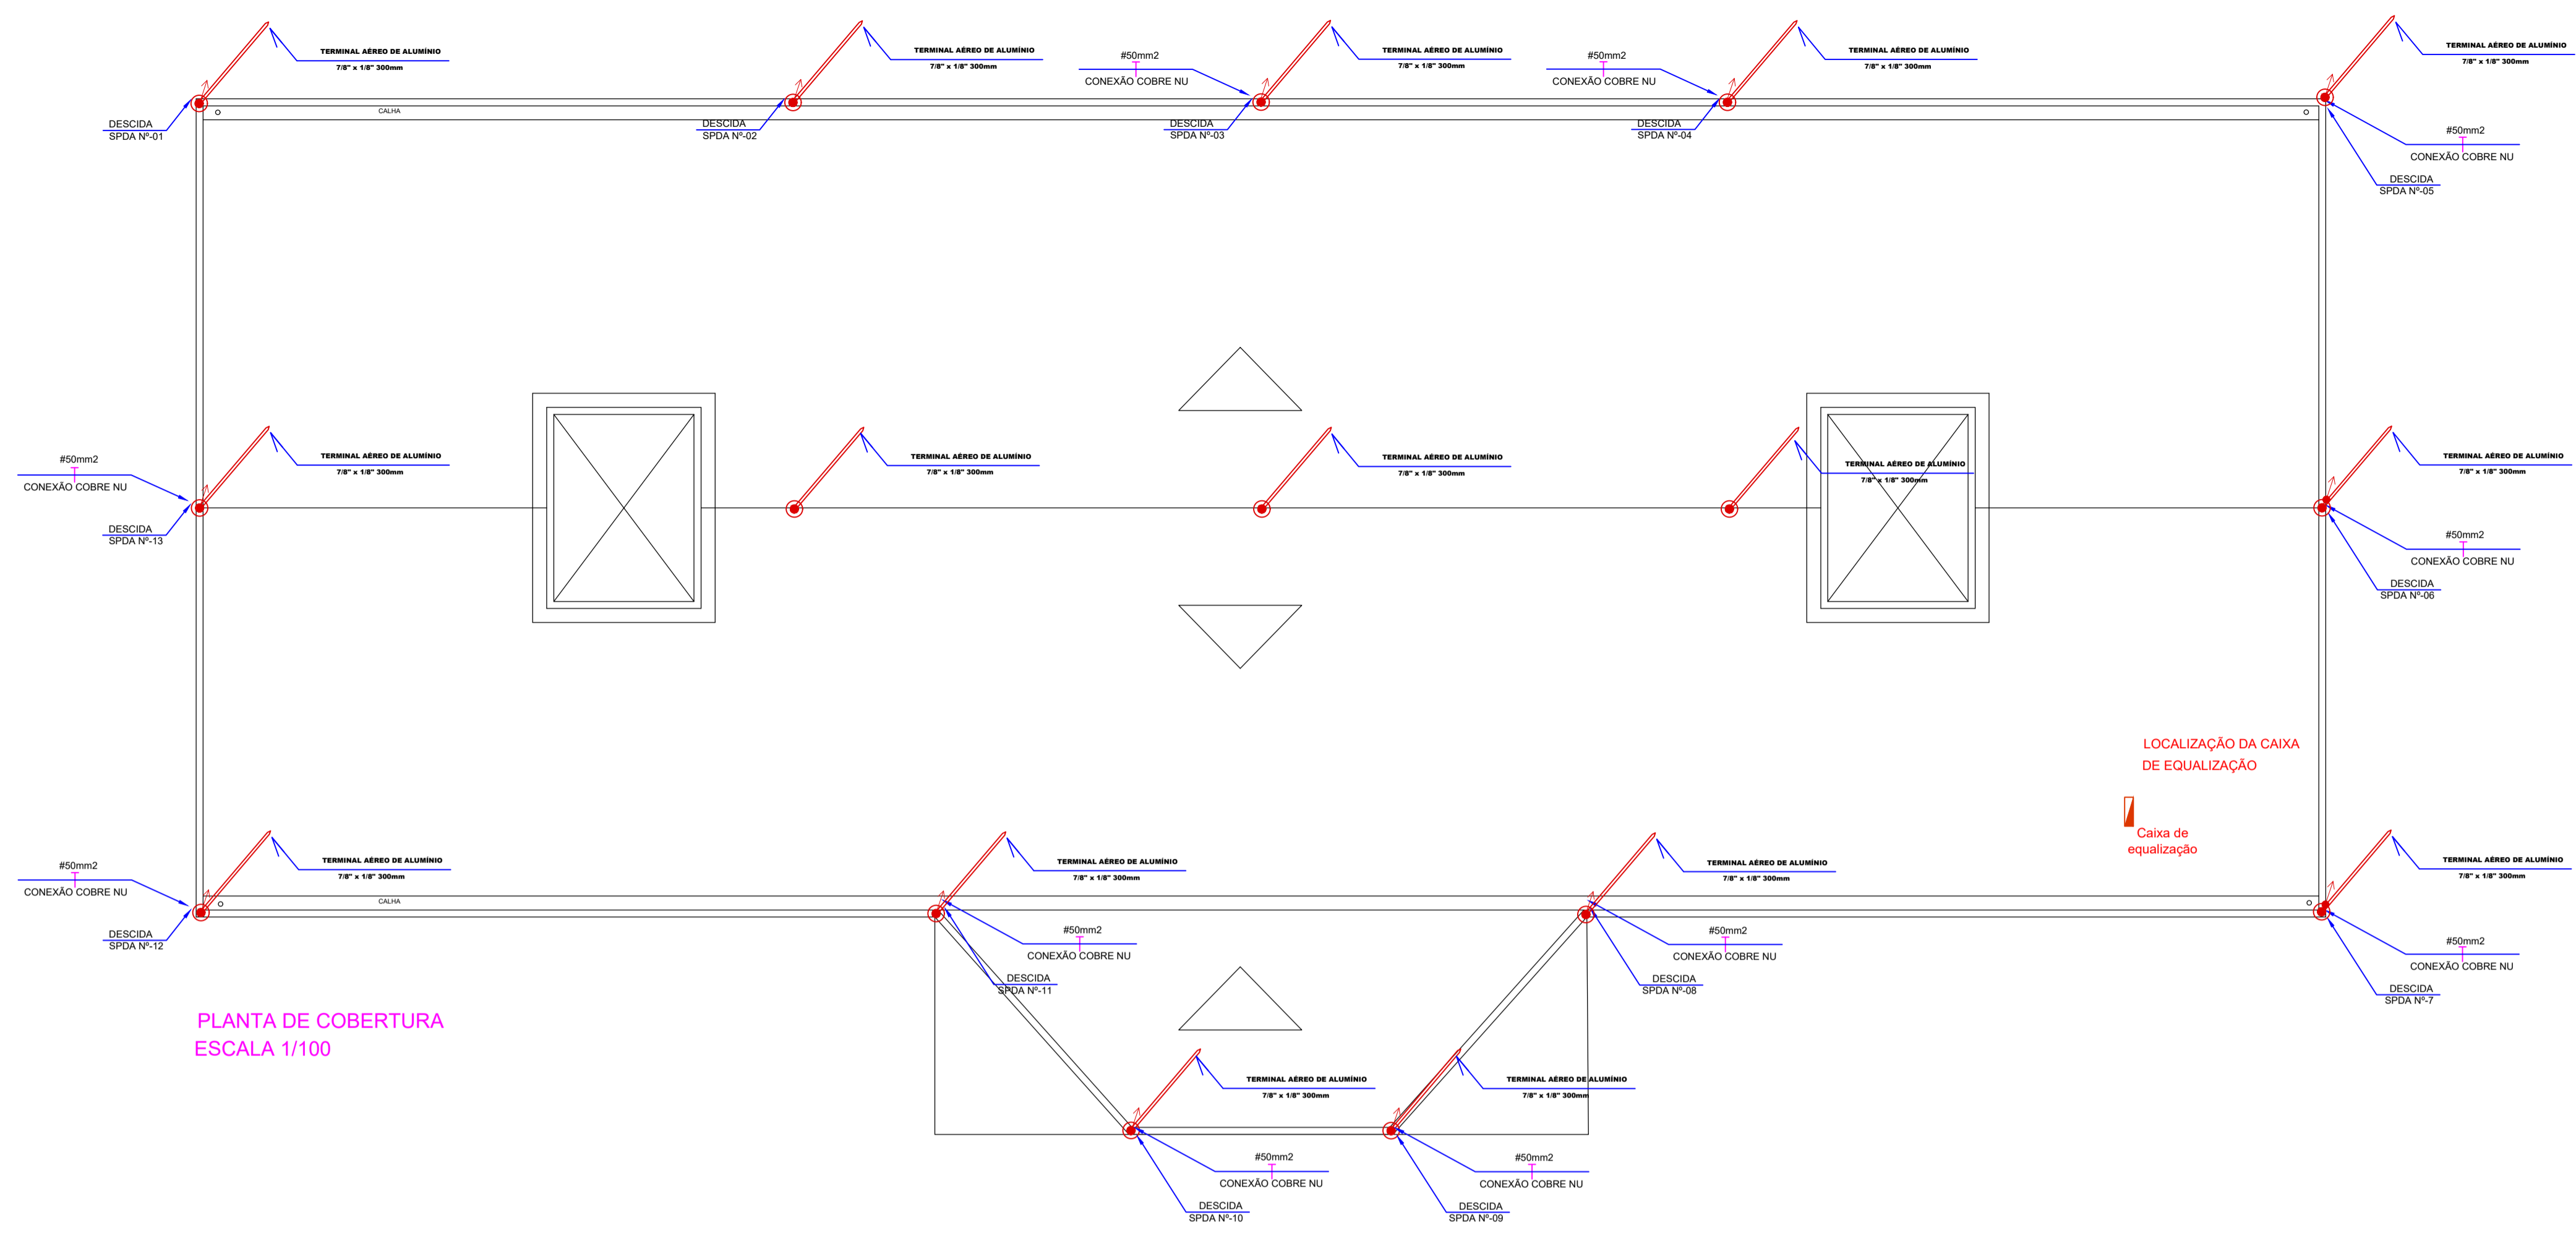 TERMINAL AÉREO DE ALUMÍNIO
7/8" x 1/8" 300mm
TERMINAL AÉREO DE ALUMÍNIO
7/8" x 1/8" 300mm
#50mm2
CONEXÃO COBRE NU
TERMINAL AÉREO DE ALUMÍNIO
7/8" x 1/8" 300mm
#50mm2
CONEXÃO COBRE NU
TERMINAL AÉREO DE ALUMÍNIO
7/8" x 1/8" 300mm
TERMINAL AÉREO DE ALUMÍNIO
7/8" x 1/8" 300mm
CALHA
DESCIDA
SPDA Nº-01
DESCIDA
SPDA Nº-02
DESCIDA
SPDA Nº-03
DESCIDA
SPDA Nº-04
#50mm2
CONEXÃO COBRE NU
DESCIDA
SPDA Nº-05
#50mm2
CONEXÃO COBRE NU
TERMINAL AÉREO DE ALUMÍNIO
7/8" x 1/8" 300mm
TERMINAL AÉREO DE ALUMÍNIO
7/8" x 1/8" 300mm
TERMINAL AÉREO DE ALUMÍNIO
7/8" x 1/8" 300mm
TERMINAL AÉREO DE ALUMÍNIO
7/8" x 1/8" 300mm
TERMINAL AÉREO DE ALUMÍNIO
7/8" x 1/8" 300mm
DESCIDA
SPDA Nº-13
#50mm2
CONEXÃO COBRE NU
DESCIDA
SPDA Nº-06
LOCALIZAÇÃO DA CAIXA
DE EQUALIZAÇÃO
Caixa de
equalização
#50mm2
CONEXÃO COBRE NU
TERMINAL AÉREO DE ALUMÍNIO
7/8" x 1/8" 300mm
TERMINAL AÉREO DE ALUMÍNIO
7/8" x 1/8" 300mm
TERMINAL AÉREO DE ALUMÍNIO
7/8" x 1/8" 300mm
TERMINAL AÉREO DE ALUMÍNIO
7/8" x 1/8" 300mm
CALHA
DESCIDA
SPDA Nº-12
#50mm2
CONEXÃO COBRE NU
DESCIDA
SPDA Nº-11
#50mm2
CONEXÃO COBRE NU
DESCIDA
SPDA Nº-08
#50mm2
CONEXÃO COBRE NU
DESCIDA
SPDA Nº-7
PLANTA DE COBERTURA
ESCALA 1/100
TERMINAL AÉREO DE ALUMÍNIO
7/8" x 1/8" 300mm
TERMINAL AÉREO DE ALUMÍNIO
7/8" x 1/8" 300mm
#50mm2
CONEXÃO COBRE NU
DESCIDA
SPDA Nº-10
#50mm2
CONEXÃO COBRE NU
DESCIDA
SPDA Nº-09